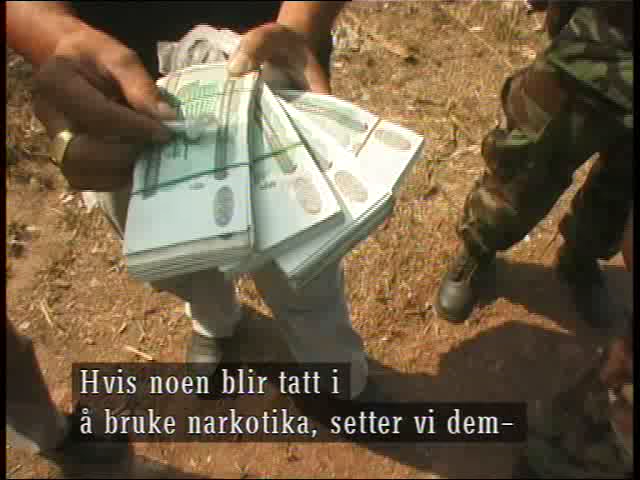 Hvis noen blir tatt i
å bruke narkotika, setter vi dem-